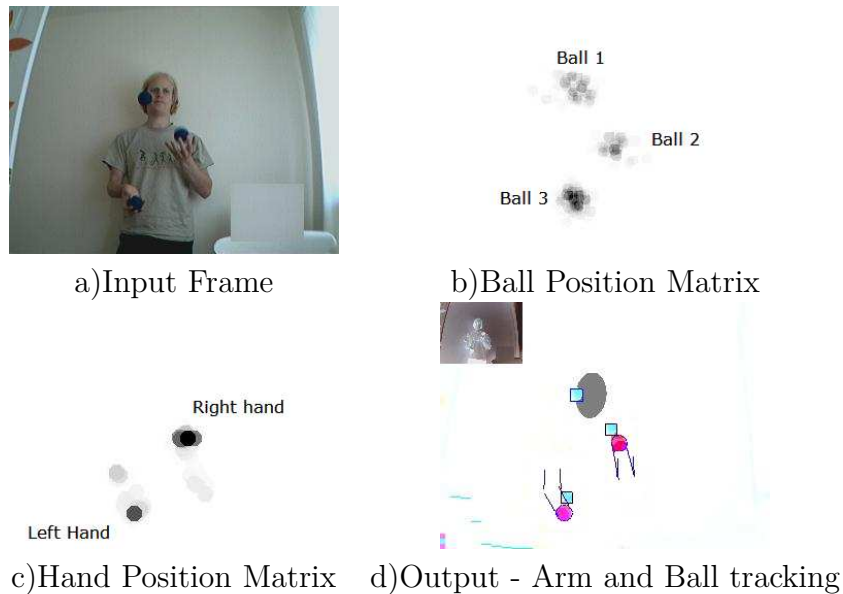 Ball 1
Ball 2
Ball 3
a)Input Frame
b)Ball Position Matrix
Right hand
Left Hand
c)Hand Position Matrix
d)Output - Arm and Ball tracking